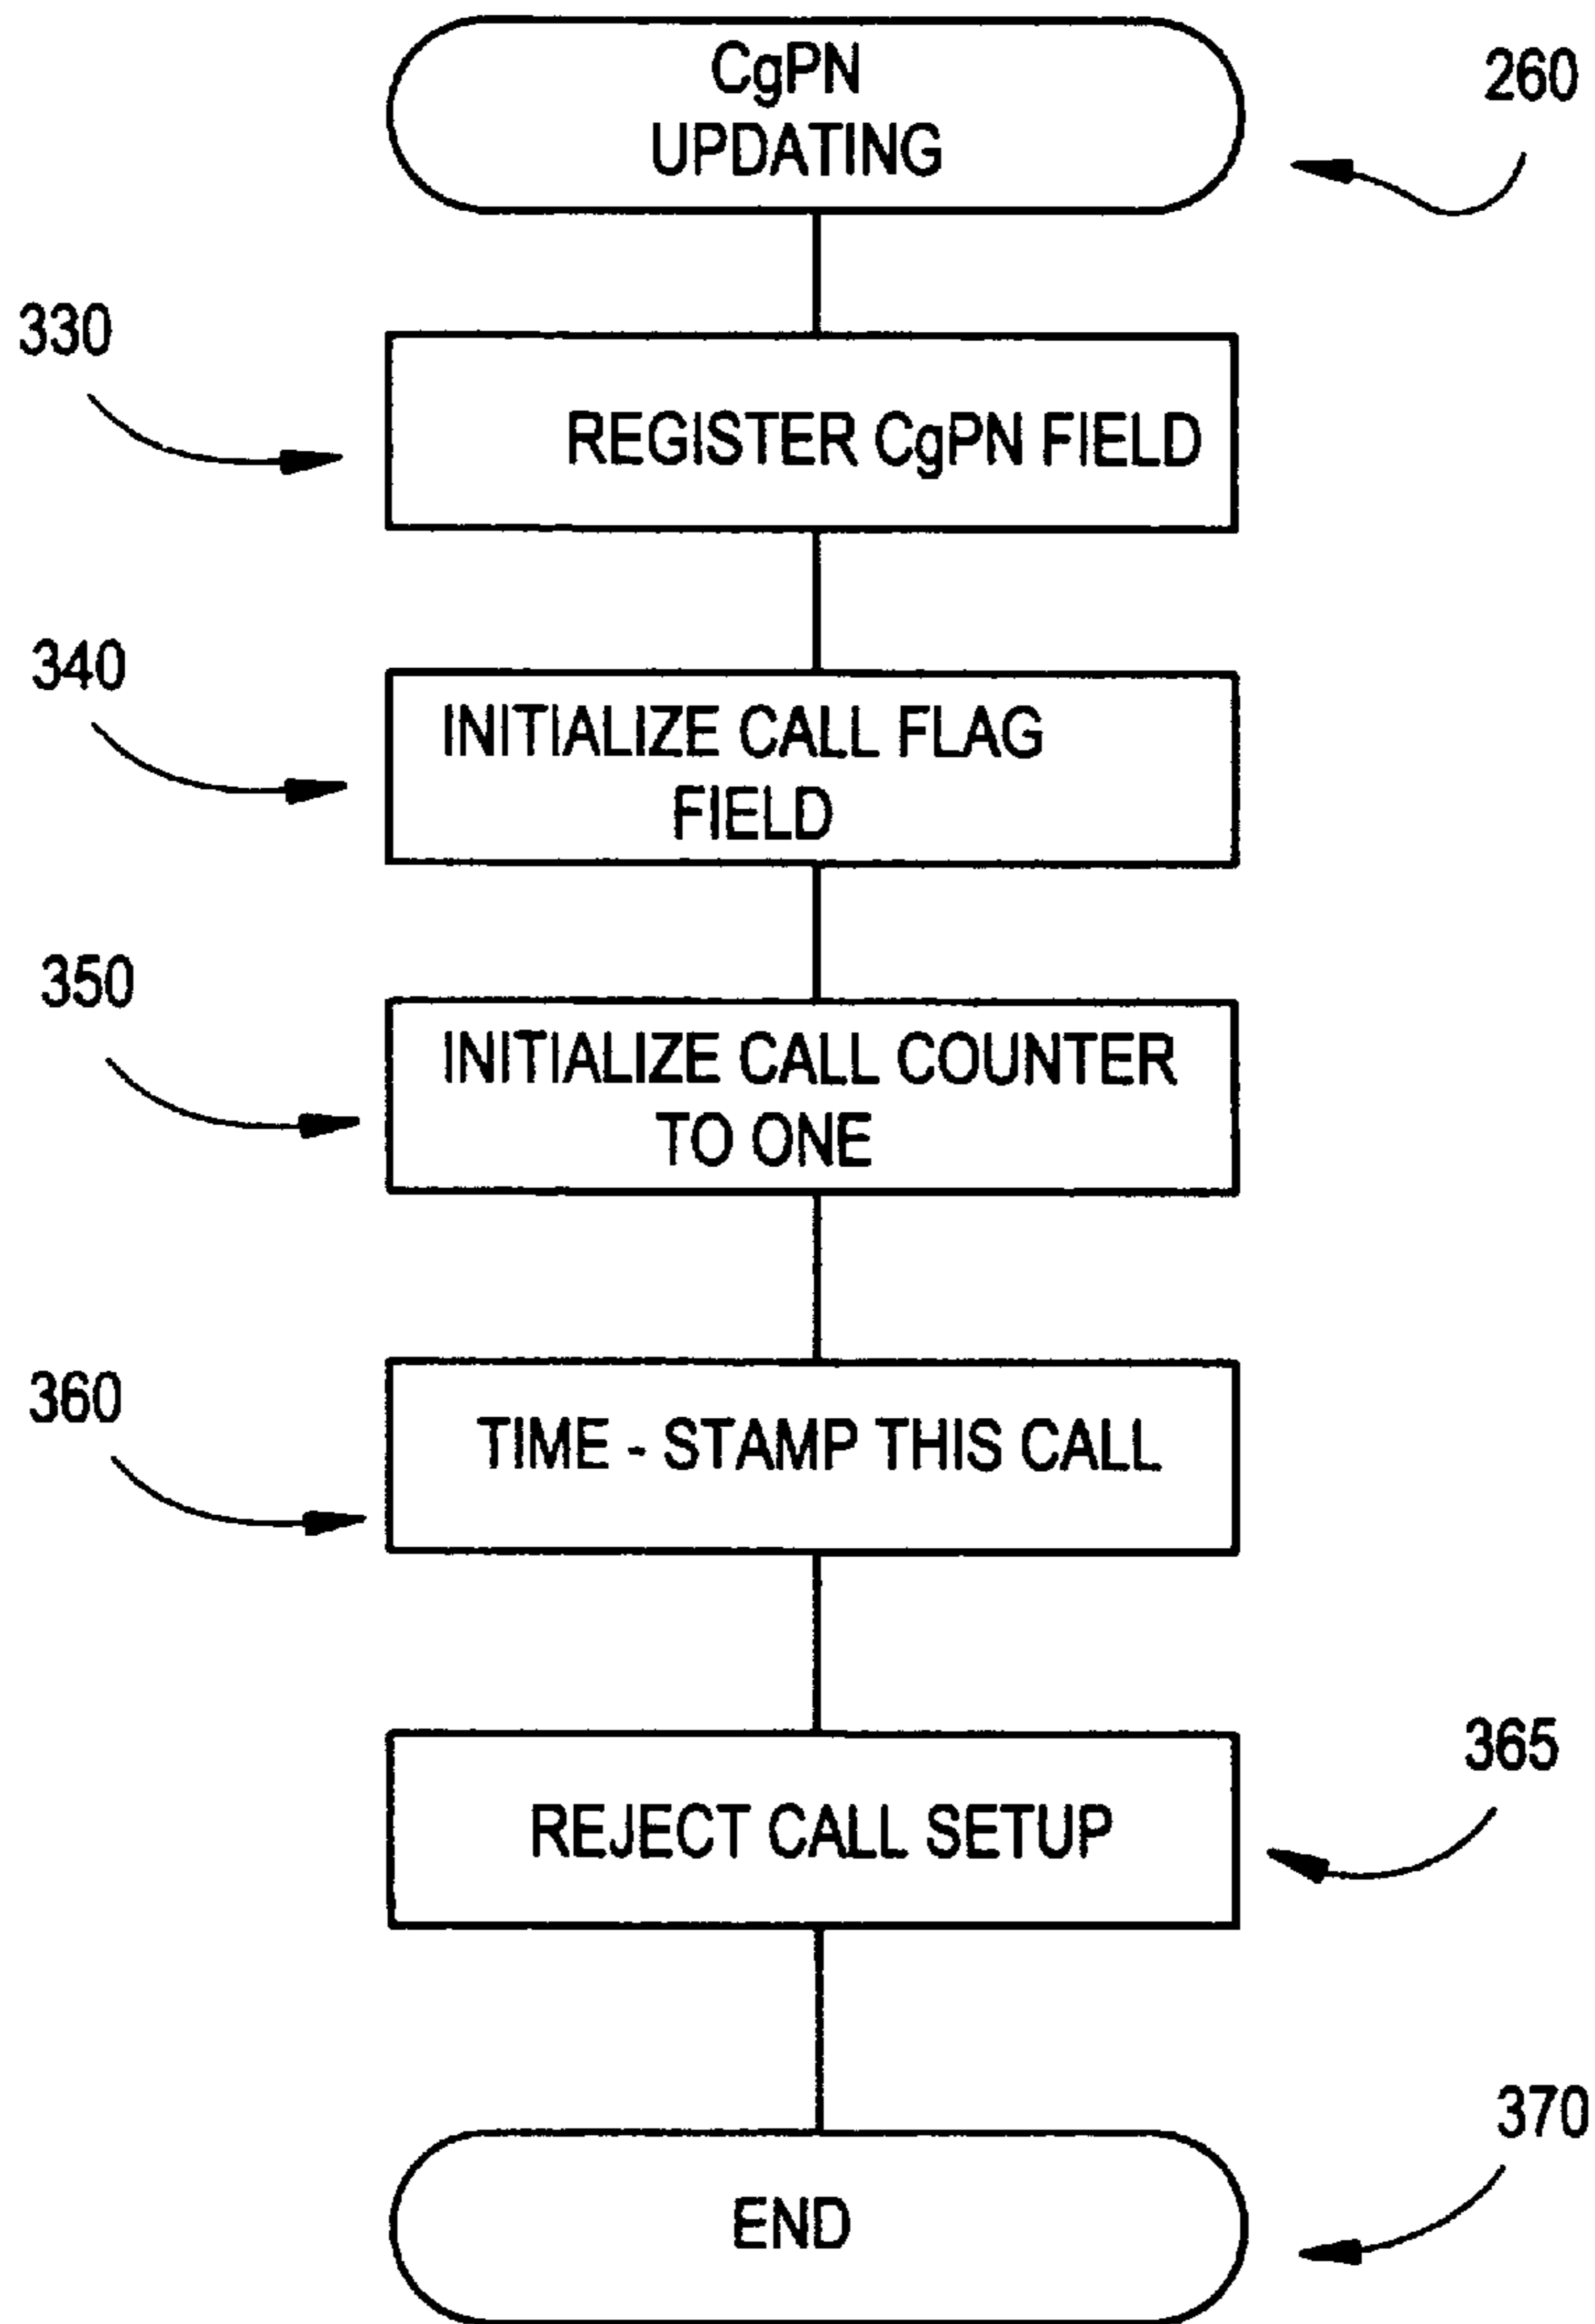 CgPN
UPDATING
260
330
REGISTER CgPN FIELD
340
INITIALIZE CALL FLAG
FIELD
350
INITIALIZE CALL COUNTER
TO ONE
360
TIME - STAMP THIS CALL
365
REJECT CALL SETUP
370
END